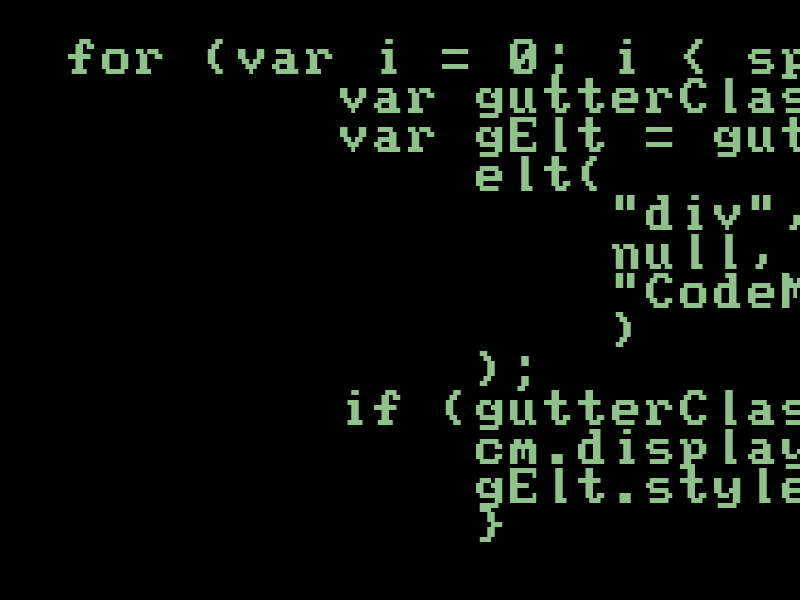 for (var i = 0; i { sp
var gutterClas
var gElt = gut
elt(
"div",
null,
"CodeM
)
);
if (gutterClas
cm.display
gElt.style
}